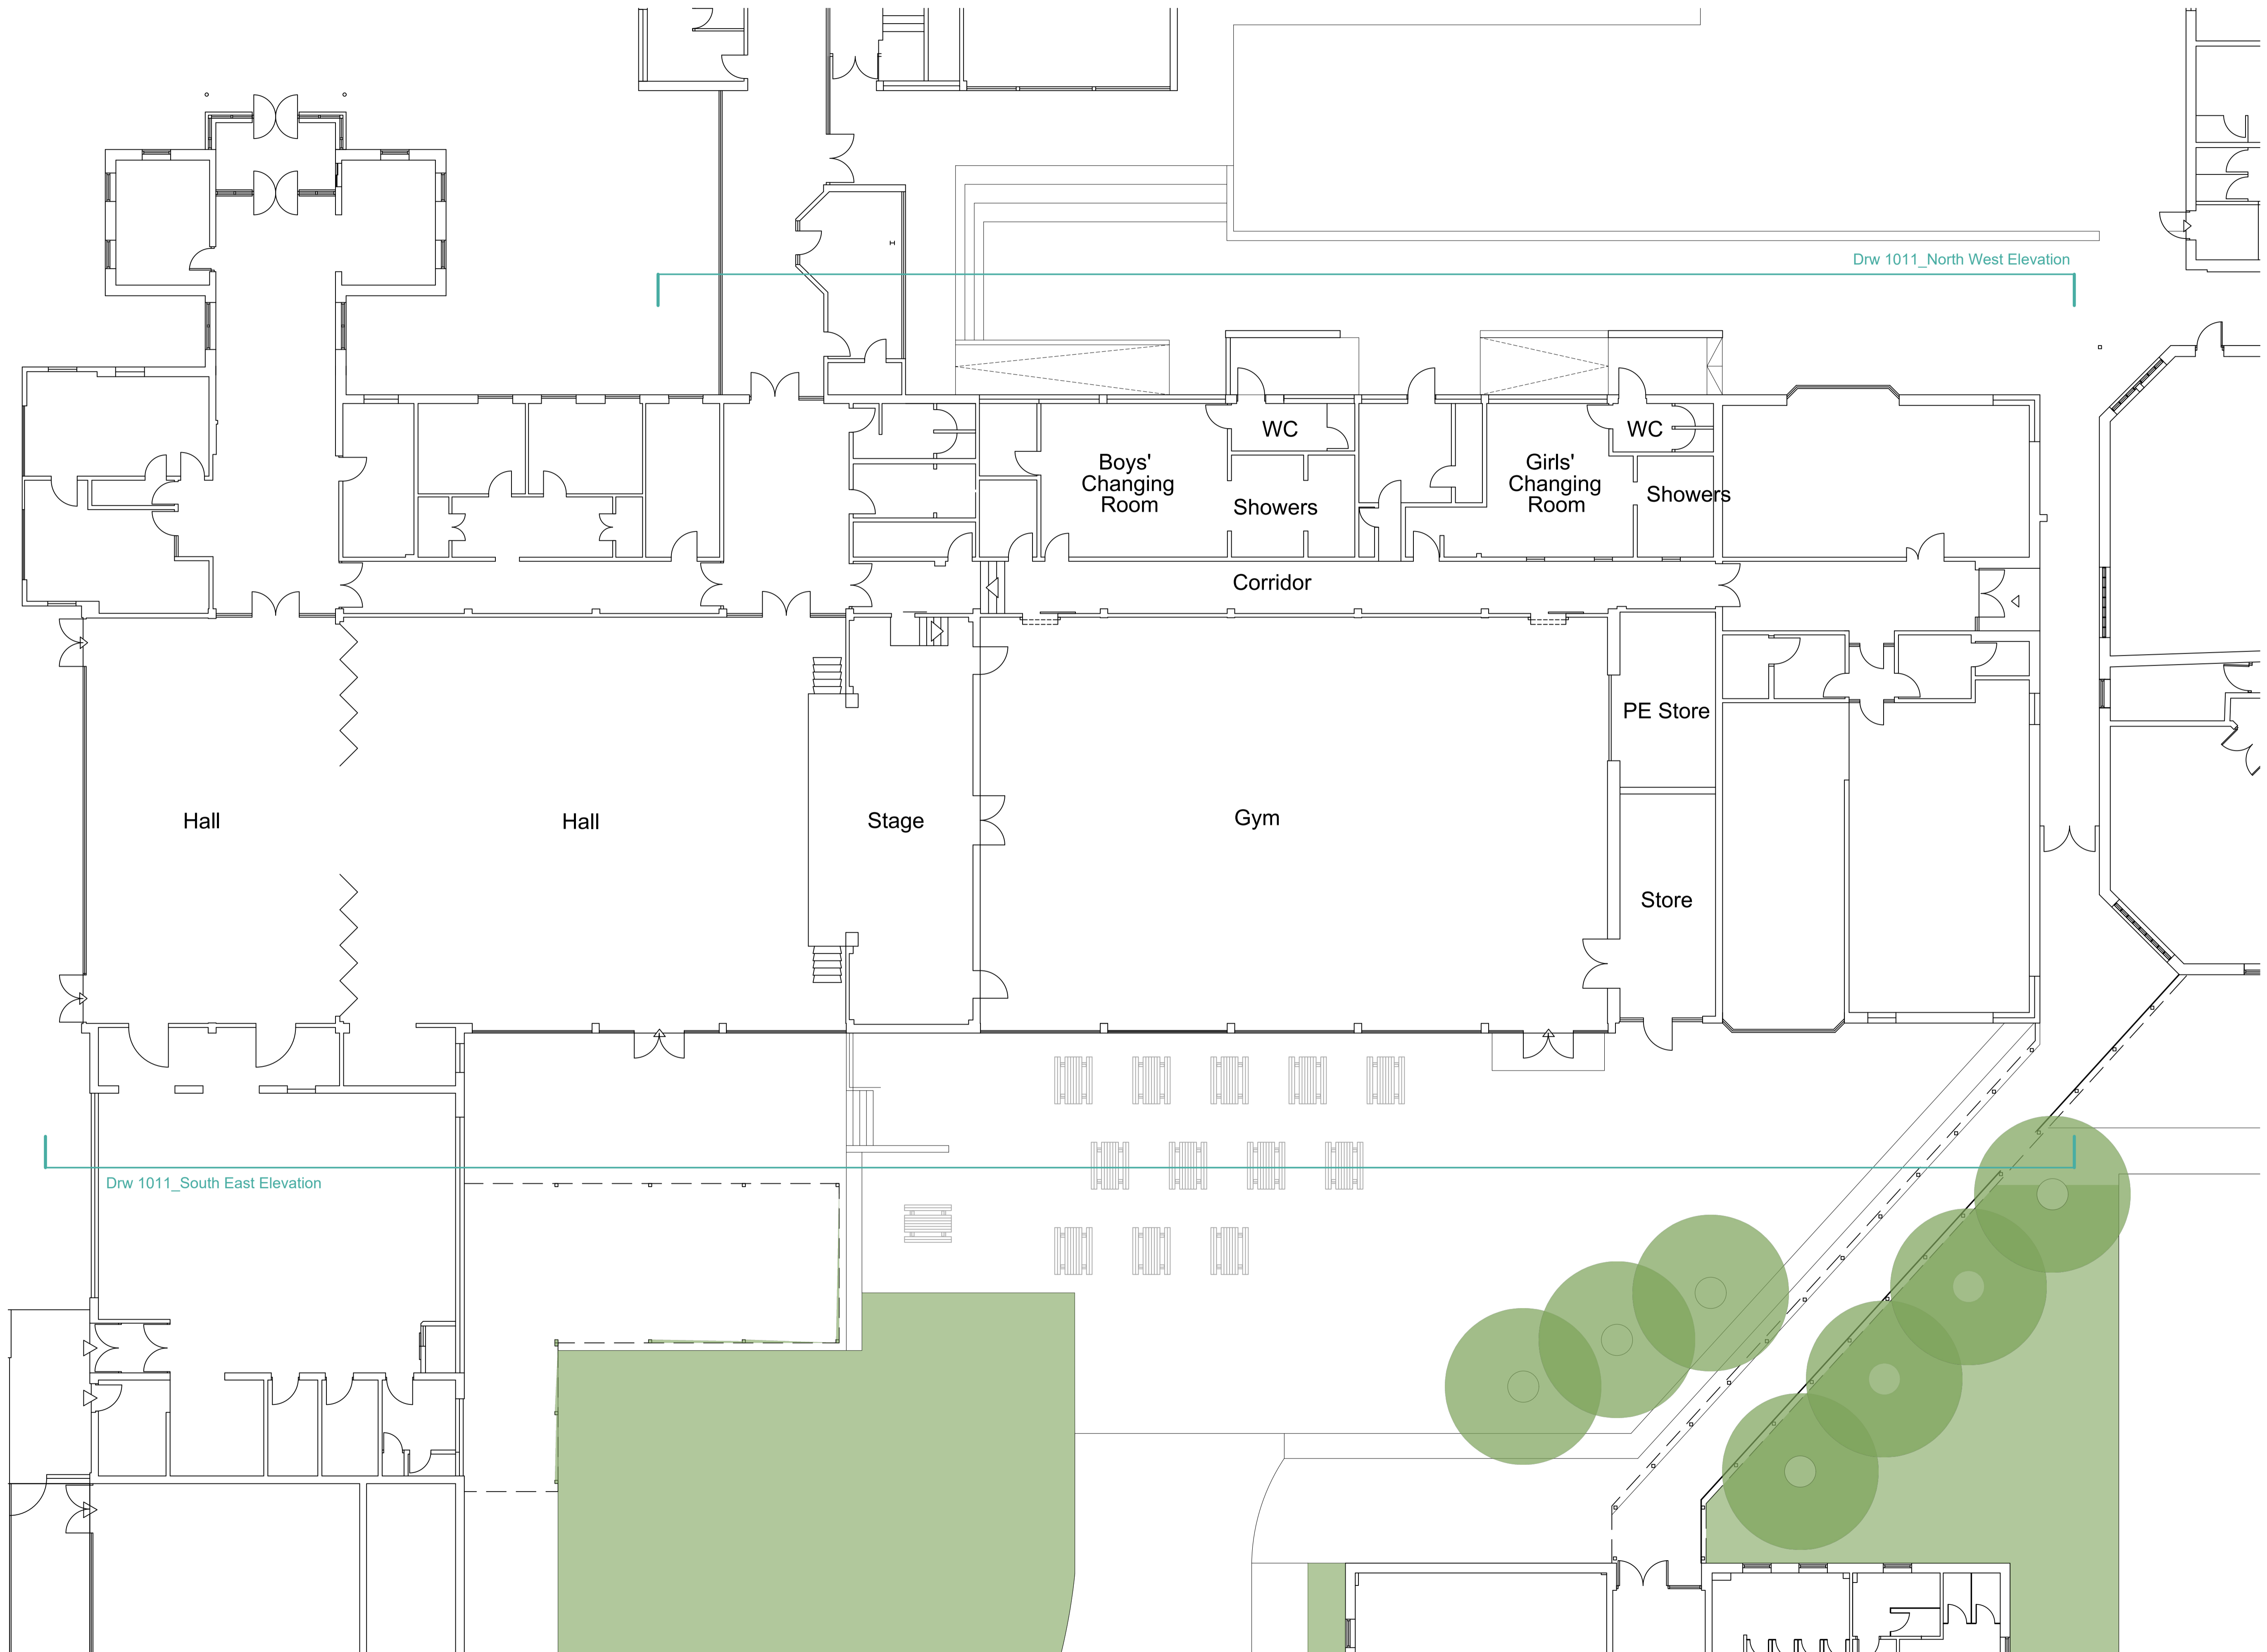 Drw 1011_North West Elevation
WC
WC
Boys'
Changing
Room
Girls'
Changing
Room
Showers
Showers
Corridor
PE Store
Hall
Hall
Stage
Gym
Store
Drw 1011_South East Elevation